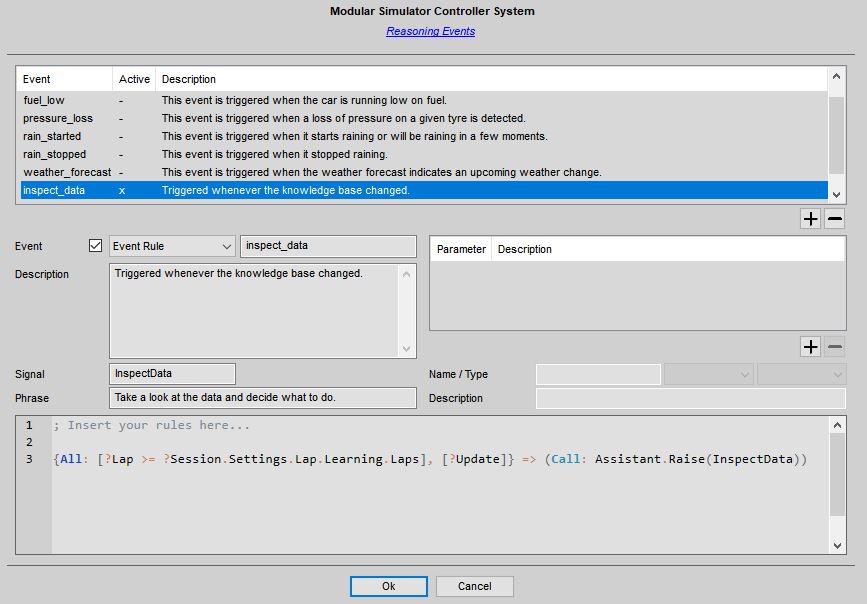 Modular Simulator Controller System
Reasoning Events
Event Active Description
fuel_low - This event is triggered when the car is running low on fuel.
pressure_loss - This event is triggered when a loss of pressure on a given tyre is detected.
rain_started - This event is triggered when it starts raining or will be raining in a few moments.
rain_stopped - This event is triggered when it stopped raining.
weather_forecast - This event is triggered when the weather forecast indicates an upcoming weather change.
inspect_data x Triggered whenever the knowledge base changed.
+ -
Event Event Rule inspect_data
Parameter Description
Description Triggered whenever the knowledge base changed.
+ -
Signal InspectData
Name / Type
Phrase Take a look at the data and decide what to do.
Description
1 ; Insert your rules here...
2
3 {All: [?Lap >= ?Session.Settings.Lap.Learning.Laps], [?Update]} => (Call: Assistant.Raise(InspectData))
Ok Cancel